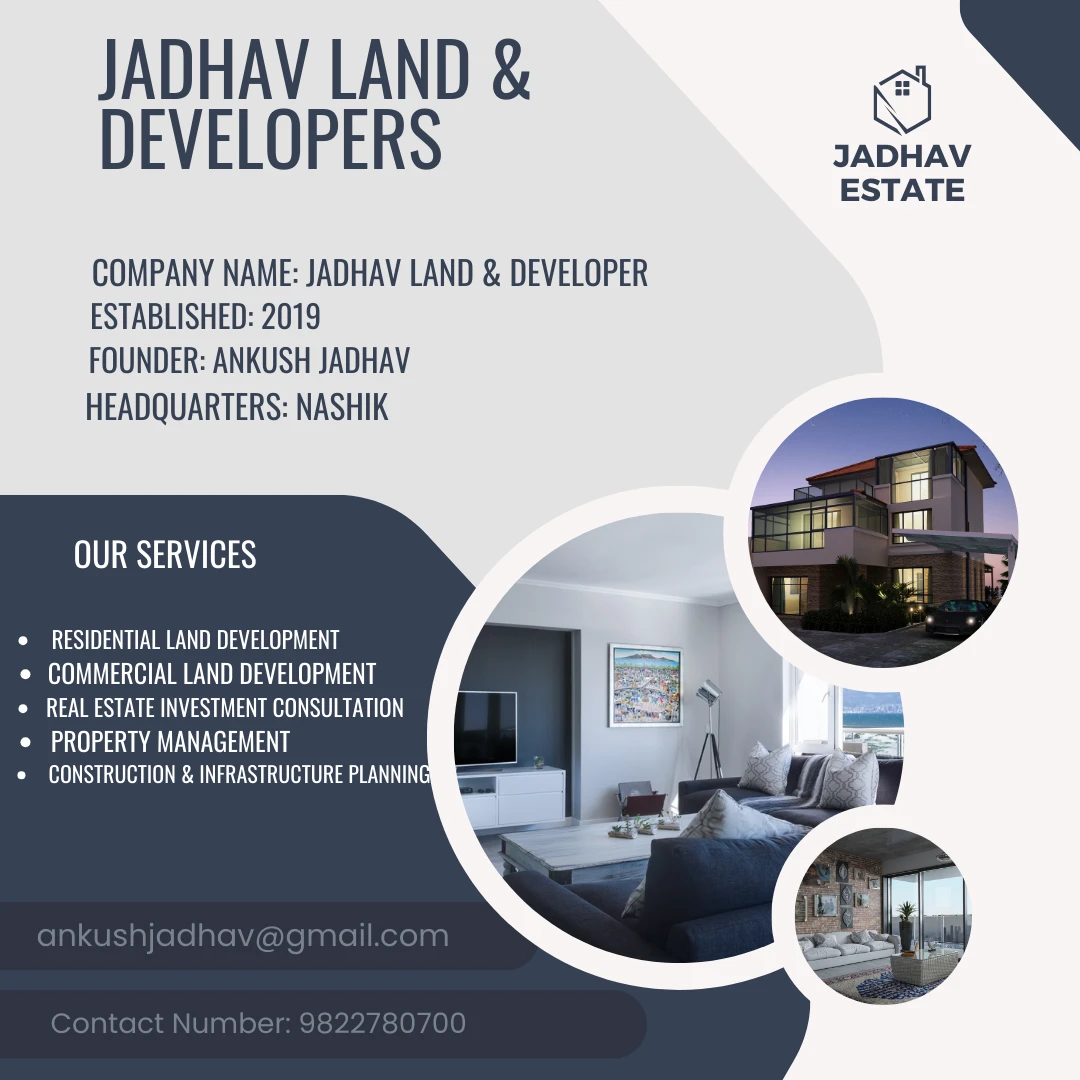 JADHAV LAND &
DEVELOPERS
JADHAV
ESTATE
COMPANY NAME: JADHAV LAND & DEVELOPER
ESTABLISHED: 2019
FOUNDER: ANKUSH JADHAV
HEADQUARTERS: NASHIK
OUR SERVICES
• RESIDENTIAL LAND DEVELOPMENT
• COMMERCIAL LAND DEVELOPMENT
• REAL ESTATE INVESTMENT CONSULTATION
• PROPERTY MANAGEMENT
• CONSTRUCTION & INFRASTRUCTURE PLANNING
ankushjadhav@gmail.com
Contact Number: 9822780700